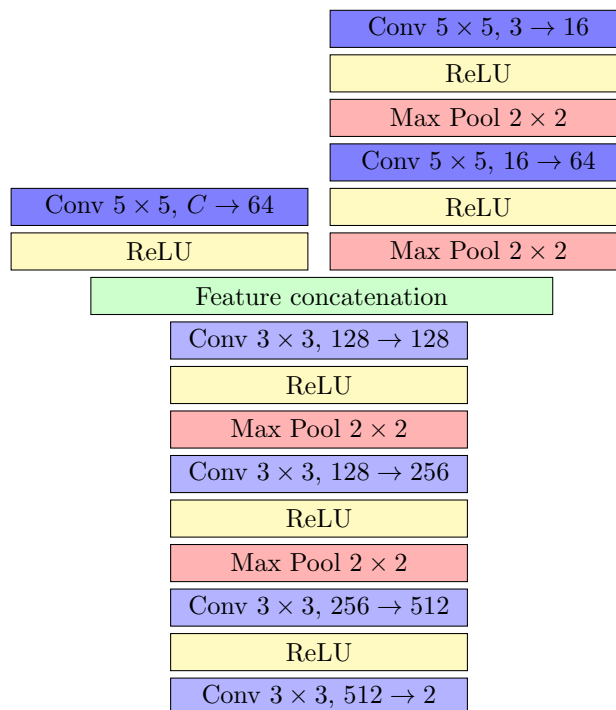 Conv 5 × 5, 3 → 16
ReLU
Max Pool 2 × 2
Conv 5 × 5, 16 → 64
ReLU
Max Pool 2 × 2
Conv 5 × 5, C → 64
ReLU
Feature concatenation
Conv 3 × 3, 128 → 128
ReLU
Max Pool 2 × 2
Conv 3 × 3, 128 → 256
ReLU
Max Pool 2 × 2
Conv 3 × 3, 256 → 512
ReLU
Conv 3 × 3, 512 → 2